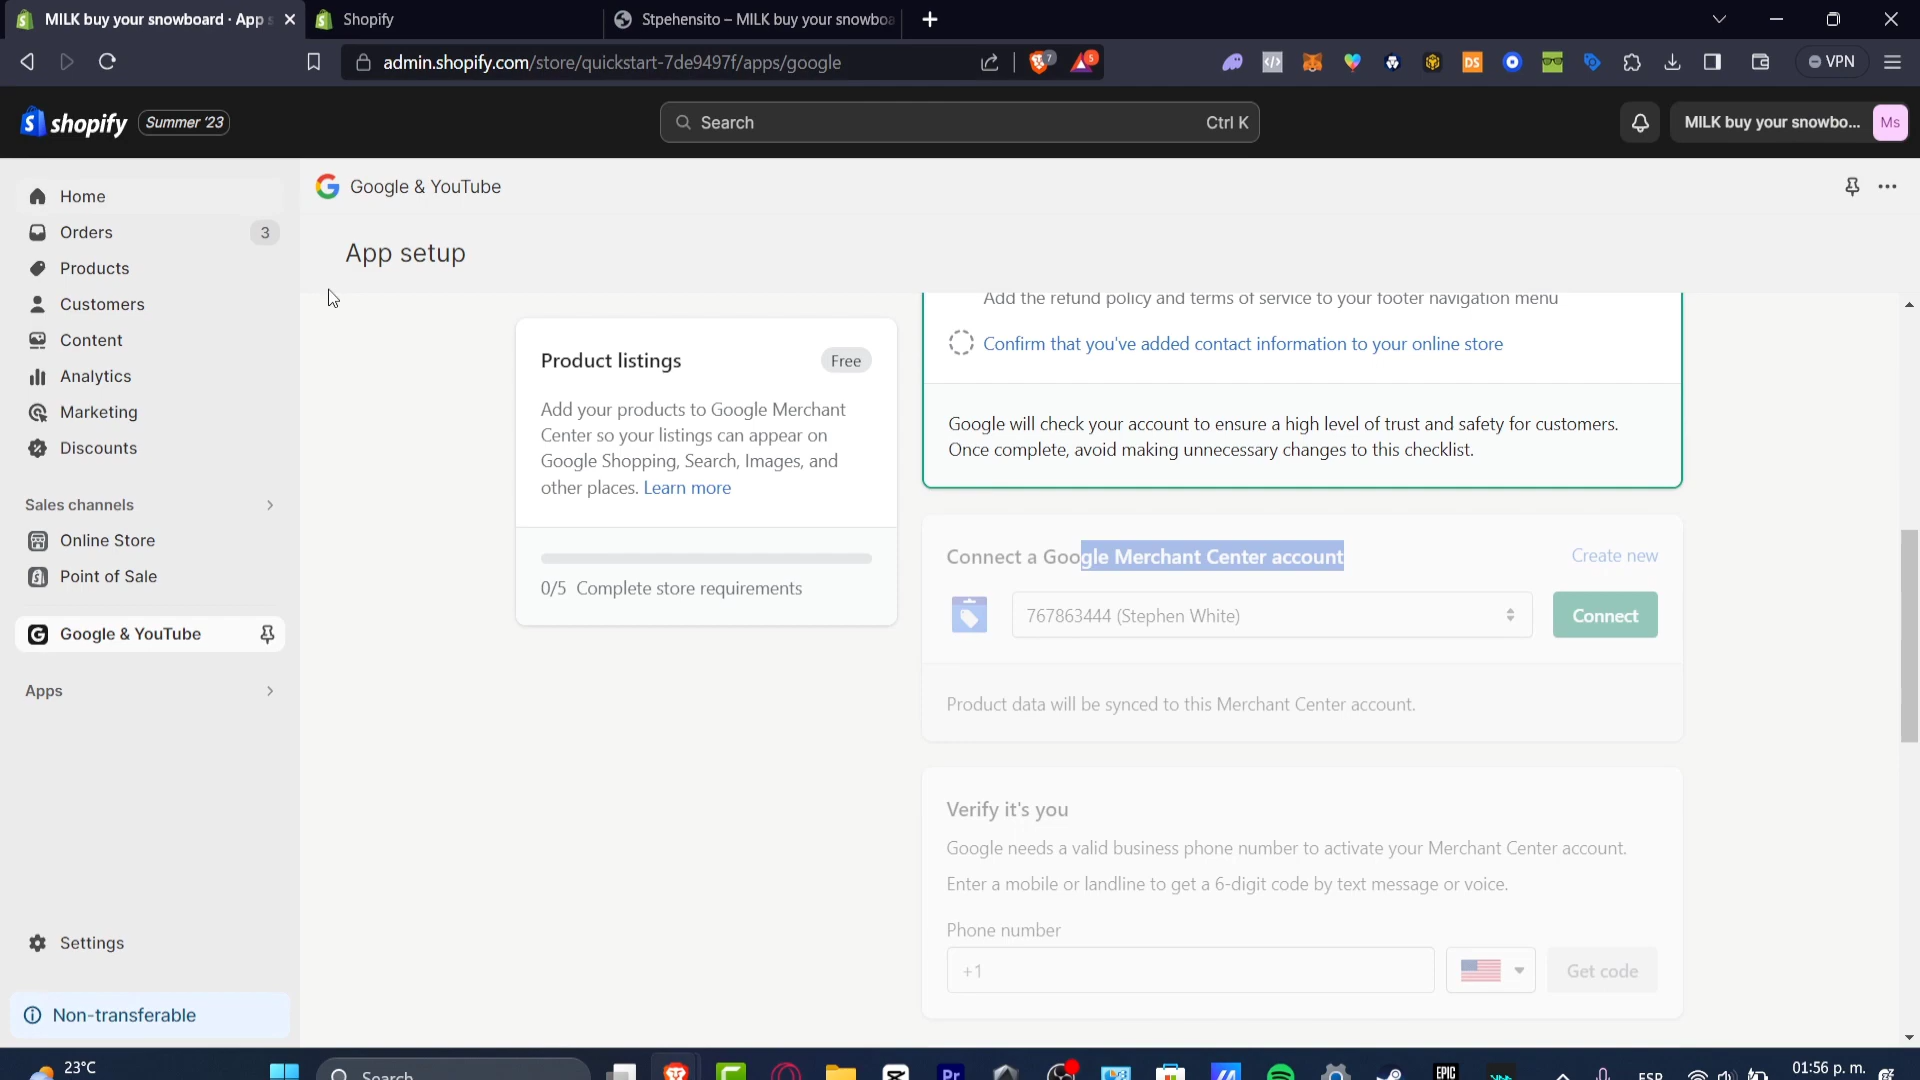 MILK buy your snowboard · App s
Shopify
Stpehensito – MILK buy your snowboa
admin.shopify.com/store/quickstart-7de9497f/apps/google
7
5
DS
VPN
shopify
Summer '23
Search
Ctrl K
MILK buy your snowbo...
Ms
Home
Orders
3
Products
Customers
Content
Analytics
Marketing
Discounts
Sales channels
Online Store
Point of Sale
Google & YouTube
Apps
Settings
Non-transferable
Google & YouTube
App setup
Product listings
Free
Add your products to Google Merchant
Center so your listings can appear on
Google Shopping, Search, Images, and
other places. Learn more
0/5 Complete store requirements
Add the refund policy and terms of service to your footer navigation menu
Confirm that you've added contact information to your online store
Google will check your account to ensure a high level of trust and safety for customers.
Once complete, avoid making unnecessary changes to this checklist.
Connect a Google Merchant Center account
Create new
767863444 (Stephen White)
Connect
Product data will be synced to this Merchant Center account.
Verify it's you
Google needs a valid business phone number to activate your Merchant Center account.
Enter a mobile or landline to get a 6-digit code by text message or voice.
Phone number
+1
Get code
23°C
Search
Pr
EPIC
ESP
01:56 p. m.